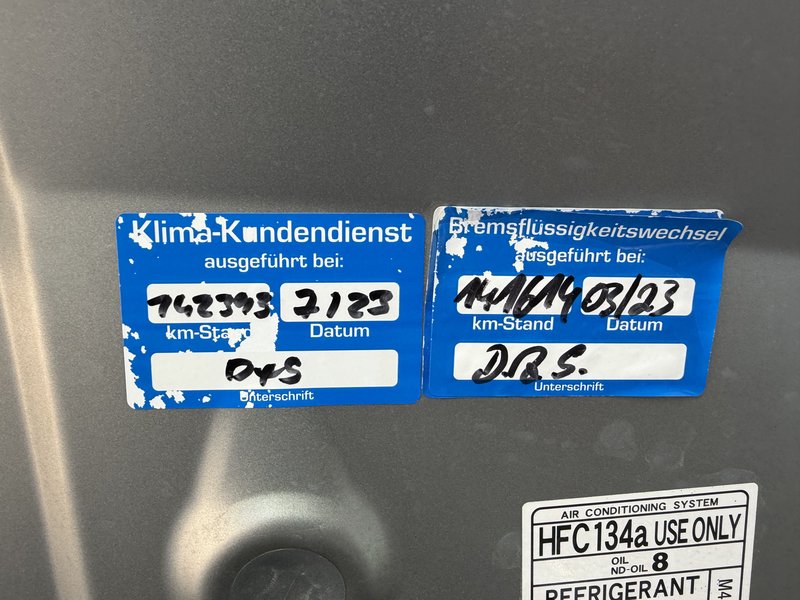 Klima-Kundendienst
ausgeführt bei:
142393 7/23
km-Stand Datum
D+S
Unterschrift
Bremsflüssigkeitswechsel
ausgeführt bei:
141614 03/23
km-Stand Datum
D.B.S.
Unterschrift
AIR CONDITIONING SYSTEM
HFC134a USE ONLY
OIL
ND-OIL 8
REFRIGERANT